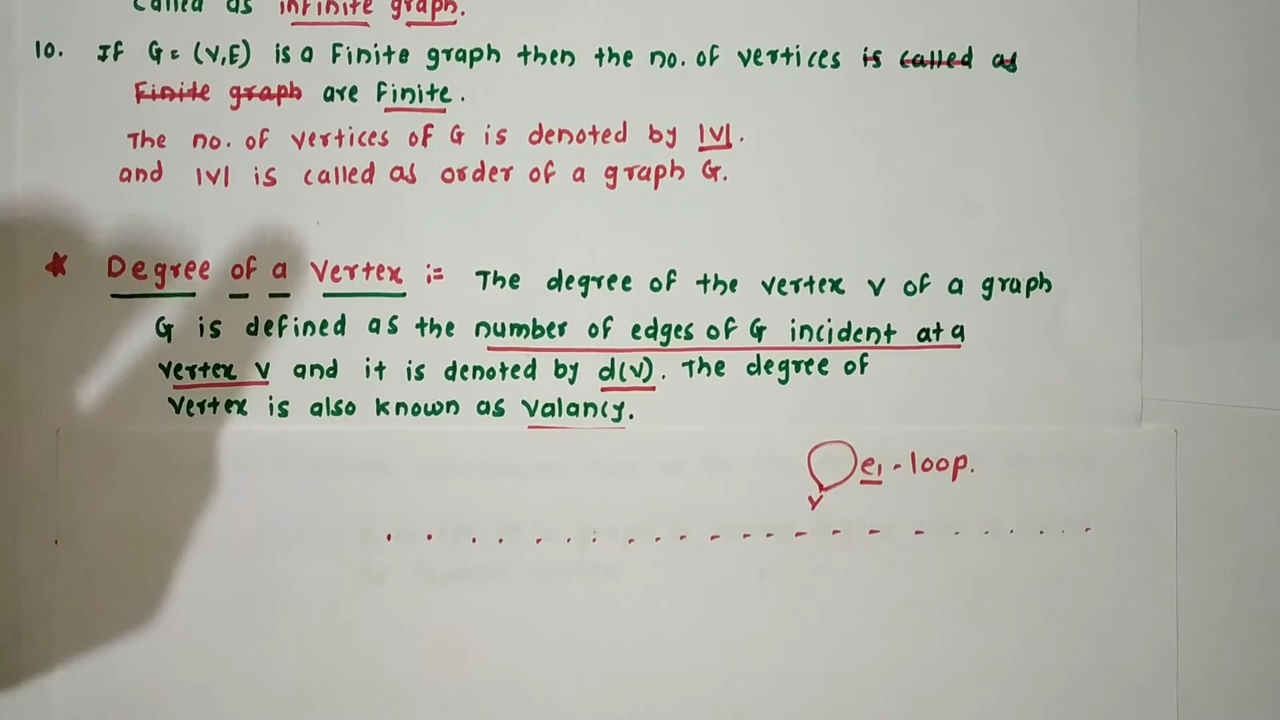 called as infinite graph.
10. If G = (V,E) is a Finite graph then the no. of vertices is called as
Finite graph are Finite.
The no. of vertices of G is denoted by |V|.
and |V| is called as order of a graph G.
* Degree of a Vertex := The degree of the vertex v of a graph
G is defined as the number of edges of G incident at a
vertex v and it is denoted by d(v). The degree of
Vertex is also known as valancy.
e1 - loop.
v